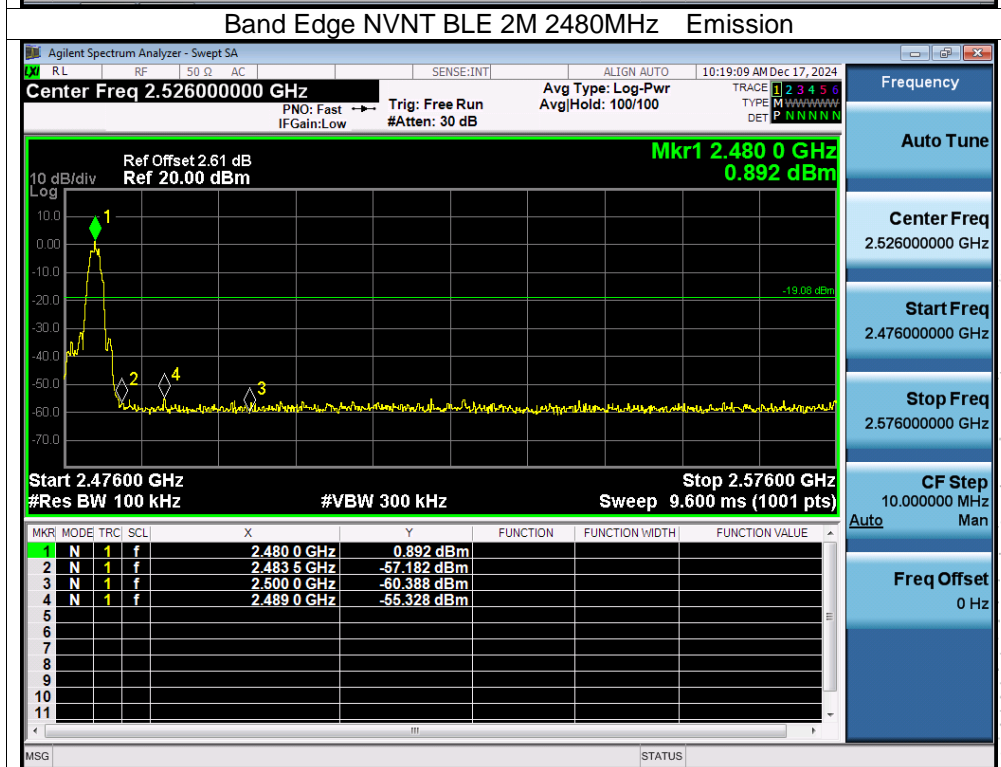 Band Edge NVNT BLE 2M 2480MHz Emission
Agilent Spectrum Analyzer - Swept SA
LXI RL RF 50 Ω AC SENSE:INT ALIGN AUTO 10:19:09 AM Dec 17, 2024
Center Freq 2.526000000 GHz
PNO: Fast
IFGain:Low
Trig: Free Run
#Atten: 30 dB
Avg Type: Log-Pwr
Avg|Hold: 100/100
TRACE 1 2 3 4 5 6
TYPE M WWWWW
DET P N N N N N
Mkr1 2.480 0 GHz
0.892 dBm
Ref Offset 2.61 dB
10 dB/div Ref 20.00 dBm
Log
10.0
0.00
-10.0
-20.0
-30.0
-40.0
-50.0
-60.0
-70.0
1
2
4
3
-19.08 dBm
Start 2.47600 GHz Stop 2.57600 GHz
#Res BW 100 kHz #VBW 300 kHz Sweep 9.600 ms (1001 pts)
MKR MODE TRC SCL X Y FUNCTION FUNCTION WIDTH FUNCTION VALUE
1 N 1 f 2.480 0 GHz 0.892 dBm
2 N 1 f 2.483 5 GHz -57.182 dBm
3 N 1 f 2.500 0 GHz -60.388 dBm
4 N 1 f 2.489 0 GHz -55.328 dBm
5
6
7
8
9
10
11
MSG STATUS
Frequency
Auto Tune
Center Freq
2.526000000 GHz
Start Freq
2.476000000 GHz
Stop Freq
2.576000000 GHz
CF Step
10.000000 MHz
Auto Man
Freq Offset
0 Hz